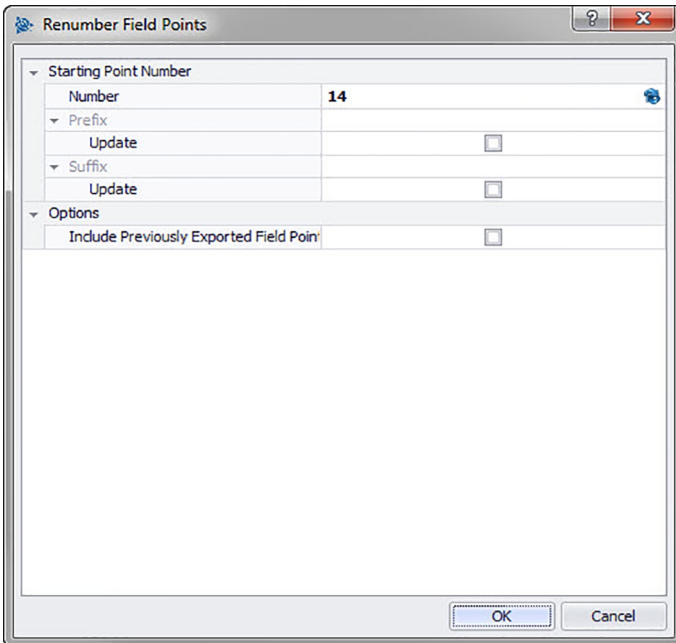 Renumber Field Points
Starting Point Number
Number 14
Prefix
Update
Suffix
Update
Options
Include Previously Exported Field Poin
OK Cancel